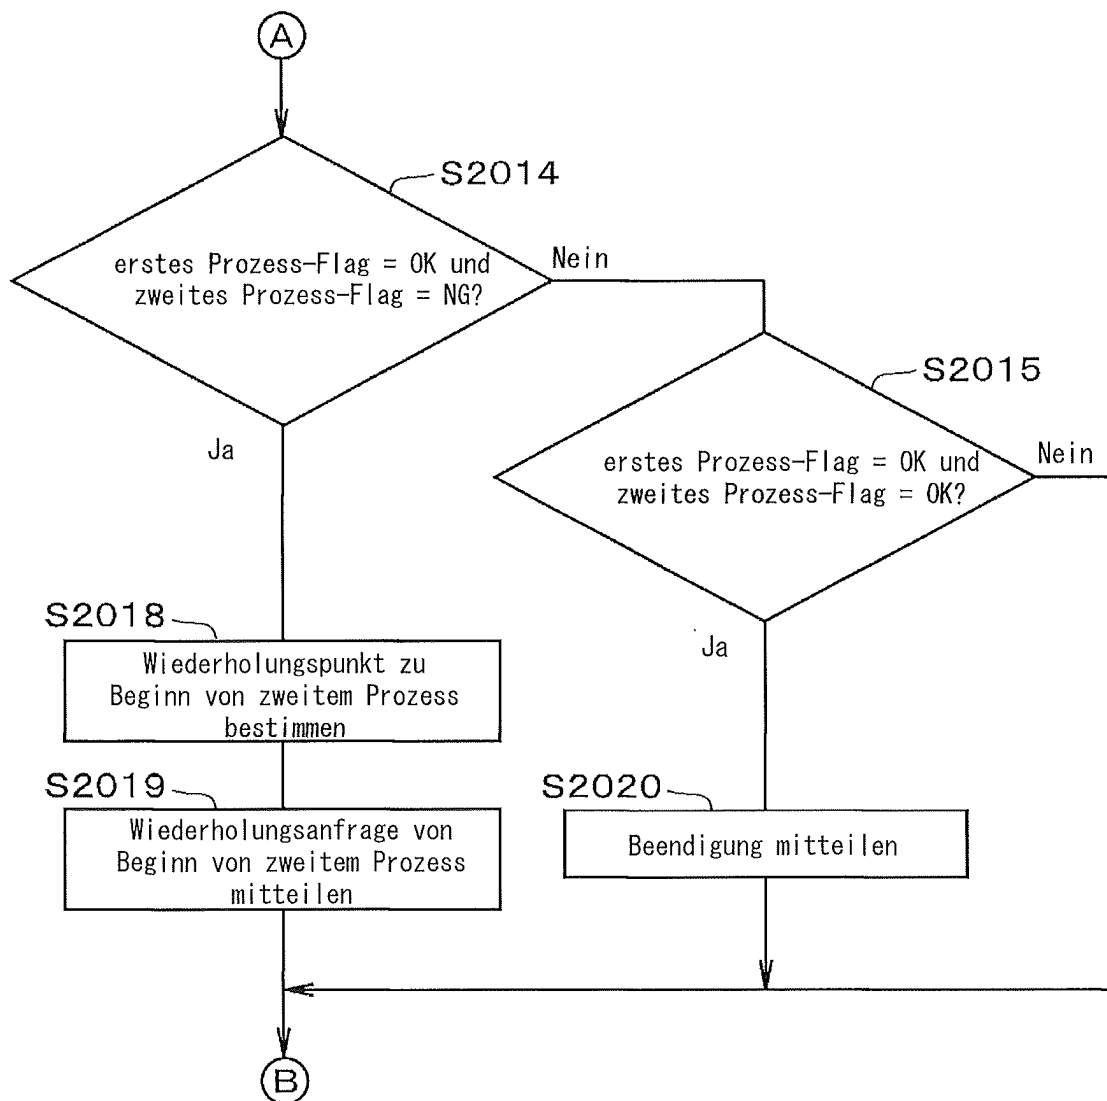 A
S2014
erstes Prozess-Flag = OK und
zweites Prozess-Flag = NG?
Nein
Ja
S2015
erstes Prozess-Flag = OK und
zweites Prozess-Flag = OK?
Nein
Ja
S2018
Wiederholungspunkt zu
Beginn von zweitem Prozess
bestimmen
S2019
Wiederholungsanfrage von
Beginn von zweitem Prozess
mitteilen
S2020
Beendigung mitteilen
B